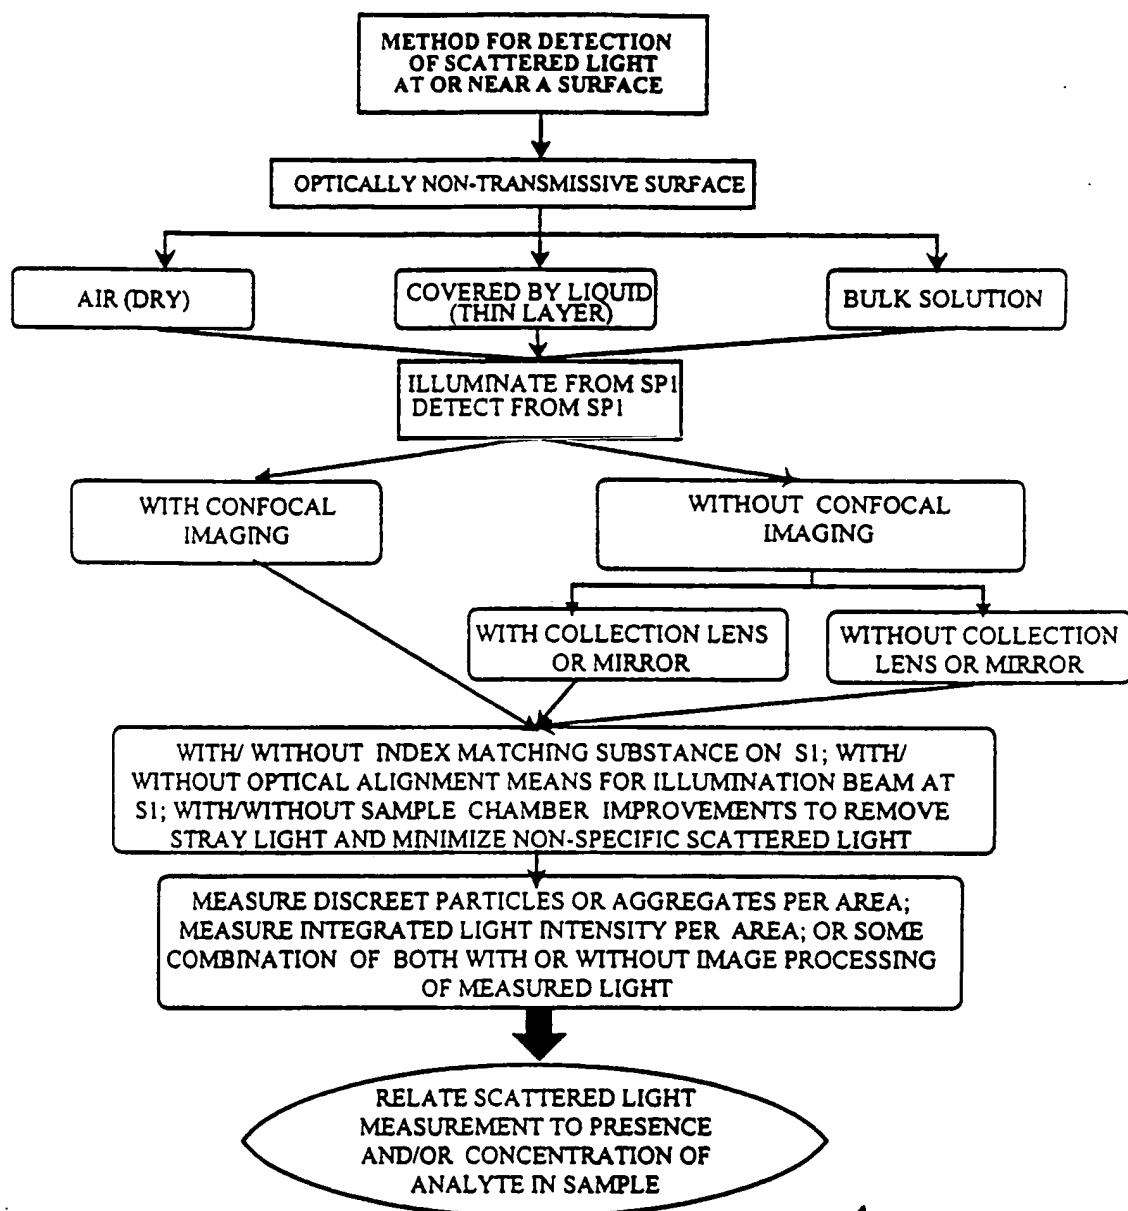 METHOD FOR DETECTION
OF SCATTERED LIGHT
AT OR NEAR A SURFACE
OPTICALLY NON-TRANSMISSIVE SURFACE
AIR (DRY)
COVERED BY LIQUID
(THIN LAYER)
BULK SOLUTION
ILLUMINATE FROM SP1
DETECT FROM SP1
WITH CONFOCAL
IMAGING
WITHOUT CONFOCAL
IMAGING
WITH COLLECTION LENS
OR MIRROR
WITHOUT COLLECTION
LENS OR MIRROR
WITH/ WITHOUT INDEX MATCHING SUBSTANCE ON S1; WITH/
WITHOUT OPTICAL ALIGNMENT MEANS FOR ILLUMINATION BEAM AT
S1; WITH/WITHOUT SAMPLE CHAMBER IMPROVEMENTS TO REMOVE
STRAY LIGHT AND MINIMIZE NON-SPECIFIC SCATTERED LIGHT
MEASURE DISCREET PARTICLES OR AGGREGATES PER AREA;
MEASURE INTEGRATED LIGHT INTENSITY PER AREA; OR SOME
COMBINATION OF BOTH WITH OR WITHOUT IMAGE PROCESSING
OF MEASURED LIGHT
RELATE SCATTERED LIGHT
MEASUREMENT TO PRESENCE
AND/OR CONCENTRATION OF
ANALYTE IN SAMPLE